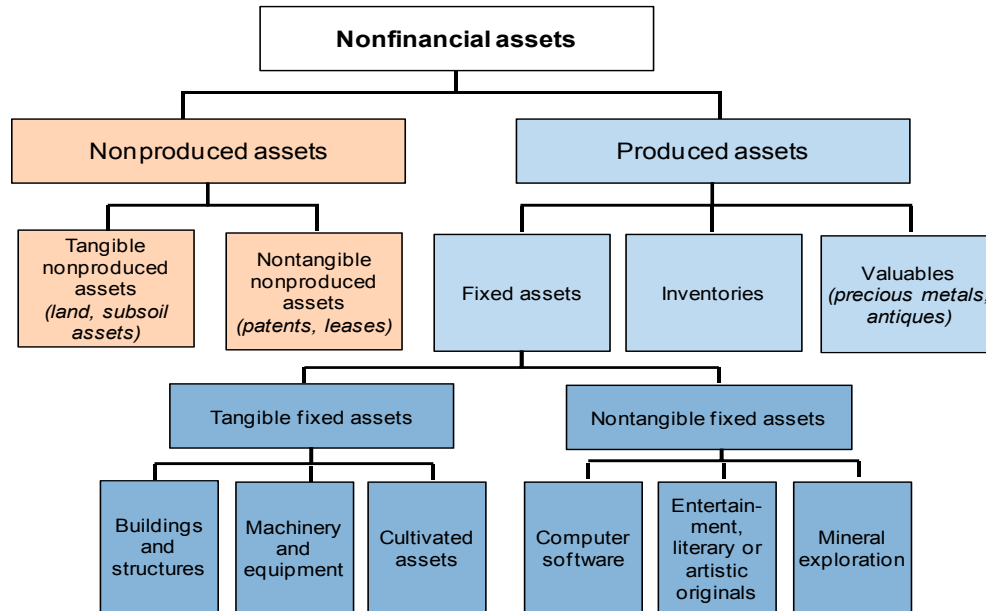 Nonfinancial assets
Nonproduced assets
Produced assets
Tangible
nonproduced
assets
(land, subsoil
assets)
Nontangible
nonproduced
assets
(patents, leases)
Fixed assets
Inventories
Valuables
(precious metals,
antiques)
Tangible fixed assets
Nontangible fixed assets
Buildings
and
structures
Machinery
and
equipment
Cultivated
assets
Computer
software
Entertain-
ment,
literary or
artistic
originals
Mineral
exploration